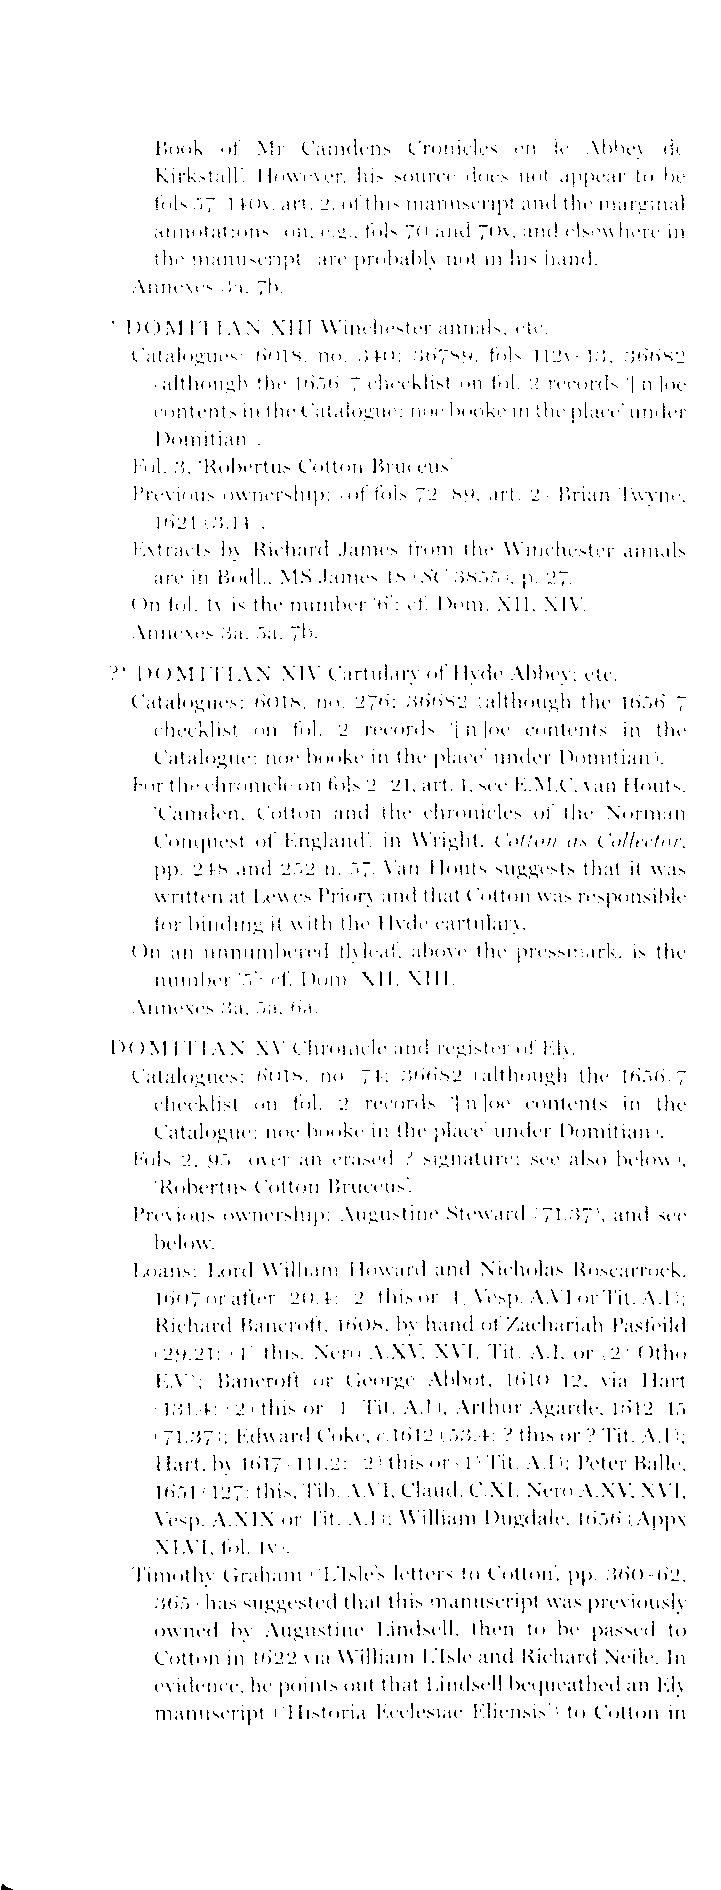 Book of Mr Camdens Cronicles en le Abbey de
Kirkstall'. However, his source does not appear to be
fols 57–140v, art. 2, of this manuscript and the marginal
annotations (on, e.g., fols 70 and 70v, and elsewhere in
the manuscript) are probably not in his hand.
Annexes 3a, 7b.
* DOMITIAN XIII Winchester annals, etc.
Catalogues: 6018, no. 340; 36789, fols 112v–13; 36682
(although the 1656–7 checklist on fol. 2 records '[n]oe
contents in the Catalogue; noe booke in the place' under
Domitian).
Fol. 3, 'Robertus Cotton Bruceus'.
Previous ownership: (of fols 72–89, art. 2) Brian Twyne,
1621 (3.14).
Extracts by Richard James from the Winchester annals
are in Bodl., MS James 18 (SC 3855), p. 27.
On fol. 1v is the number '6': cf. Dom. XII, XIV.
Annexes 3a, 5a, 7b.
?* DOMITIAN XIV Cartulary of Hyde Abbey; etc.
Catalogues: 6018, no. 276; 36682 (although the 1656–7
checklist on fol. 2 records '[n]oe contents in the
Catalogue; noe booke in the place' under Domitian).
For the chronicle on fols 2–21, art. 1, see E.M.C. van Houts,
'Camden, Cotton and the chronicles of the Norman
Conquest of England', in Wright, Cotton as Collector,
pp. 248 and 252 n. 57. Van Houts suggests that it was
written at Lewes Priory and that Cotton was responsible
for binding it with the Hyde cartulary.
On an unnumbered flyleaf, above the pressmark, is the
number '5': cf. Dom. XII, XIII.
Annexes 3a, 5a, 6a.
DOMITIAN XV Chronicle and register of Ely.
Catalogues: 6018, no. 74; 36682 (although the 1656–7
checklist on fol. 2 records '[n]oe contents in the
Catalogue; noe booke in the place' under Domitian).
Fols 2, 95 (over an erased ? signature; see also below),
'Robertus Cotton Bruceus'.
Previous ownership: Augustine Steward (71.37), and see
below.
Loans: Lord William Howard and Nicholas Roscarrock,
1607 or after (20.4: (2) this or (1) Vesp. A.VI or Tit. A.I);
Richard Bancroft, 1608, by hand of Zachariah Pasfeild
(29.21: (1) this, Nero A.XV, XVI, Tit. A.I, or (2) Otho
E.V); Bancroft or George Abbot, 1610–12, via Hart
(131.4: (2) this or (1) Tit. A.I), Arthur Agarde, 1612–15
(71.37); Edward Coke, c.1612 (53.4: ? this or ? Tit. A.I);
Hart, by 1617 (111.2: (2) this or (1) Tit. A.I); Peter Balle,
1651 (127: this, Tib. A.VI, Claud. C.XI, Nero A.XV, XVI,
Vesp. A.XIX or Tit. A.I); William Dugdale, 1656 (Appx
XLVI, fol. 1v).
Timothy Graham ('L'Isle's letters to Cotton', pp. 360–62,
365) has suggested that this manuscript was previously
owned by Augustine Lindsell, then to be passed to
Cotton in 1622 via William L'Isle and Richard Neile. In
evidence, he points out that Lindsell bequeathed an Ely
manuscript ('Historia Ecclesiae Eliensis') to Cotton in